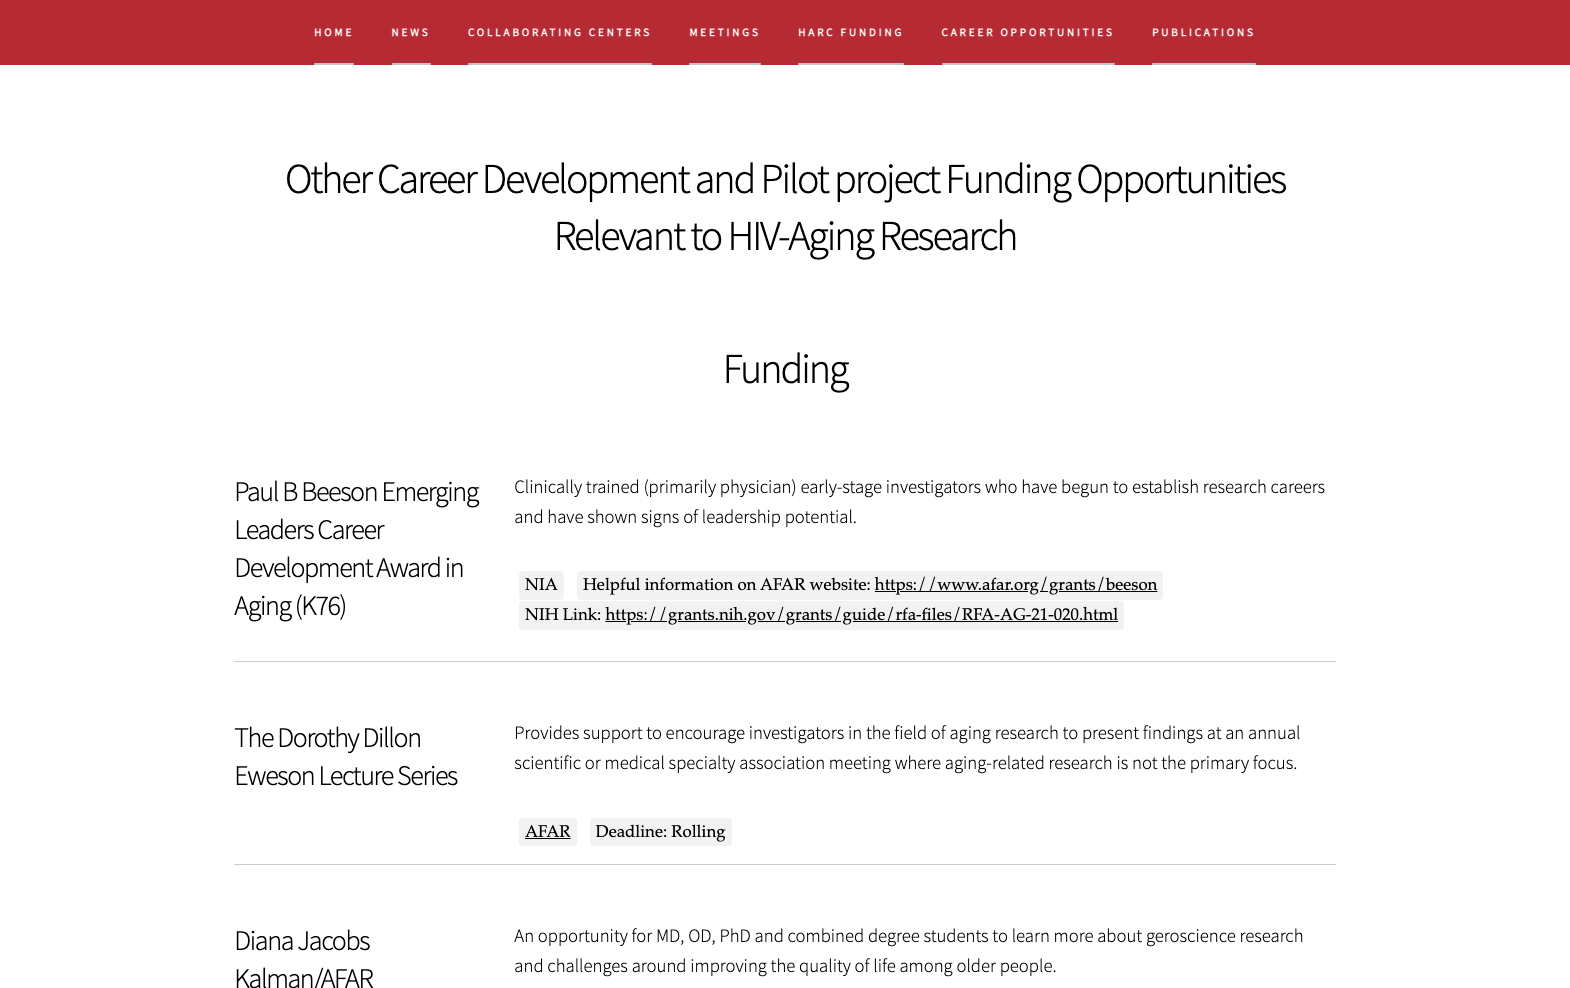 HOME NEWS COLLABORATING CENTERS MEETINGS HARC FUNDING CAREER OPPORTUNITIES PUBLICATIONS
Other Career Development and Pilot project Funding Opportunities
Relevant to HIV-Aging Research
Funding
Paul B Beeson Emerging
Leaders Career
Development Award in
Aging (K76)
Clinically trained (primarily physician) early-stage investigators who have begun to establish research careers
and have shown signs of leadership potential.
NIA Helpful information on AFAR website: https://www.afar.org/grants/beeson
NIH Link: https://grants.nih.gov/grants/guide/rfa-files/RFA-AG-21-020.html
The Dorothy Dillon
Eweson Lecture Series
Provides support to encourage investigators in the field of aging research to present findings at an annual
scientific or medical specialty association meeting where aging-related research is not the primary focus.
AFAR Deadline: Rolling
Diana Jacobs
Kalman/AFAR
An opportunity for MD, OD, PhD and combined degree students to learn more about geroscience research
and challenges around improving the quality of life among older people.